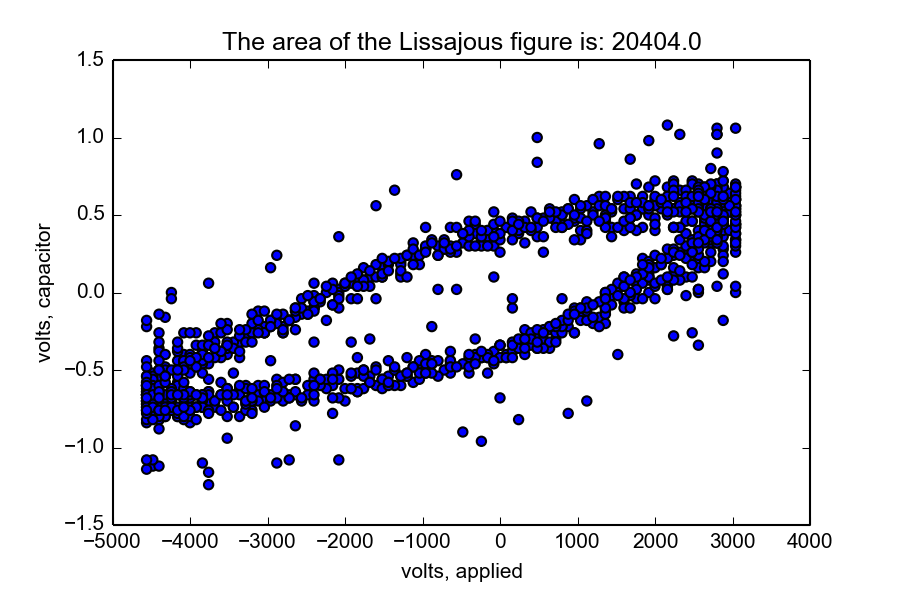 The area of the Lissajous figure is: 20404.0
1.5
1.0
0.5
0.0
−0.5
−1.0
−1.5
volts, capacitor
−5000 −4000 −3000 −2000 −1000 0 1000 2000 3000 4000
volts, applied